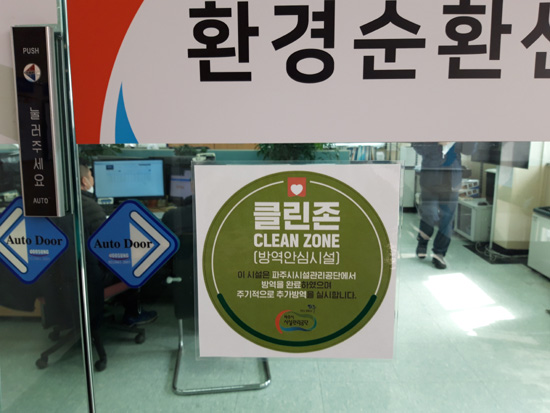 환경순환센
PUSH
눌러주세요
AUTO
Auto Door
Auto Door
클린존
CLEAN ZONE
(방역안심시설)
이 시설은 파주시시설관리공단에서
방역을 완료하였으며
주기적으로 추가방역을 실시합니다.